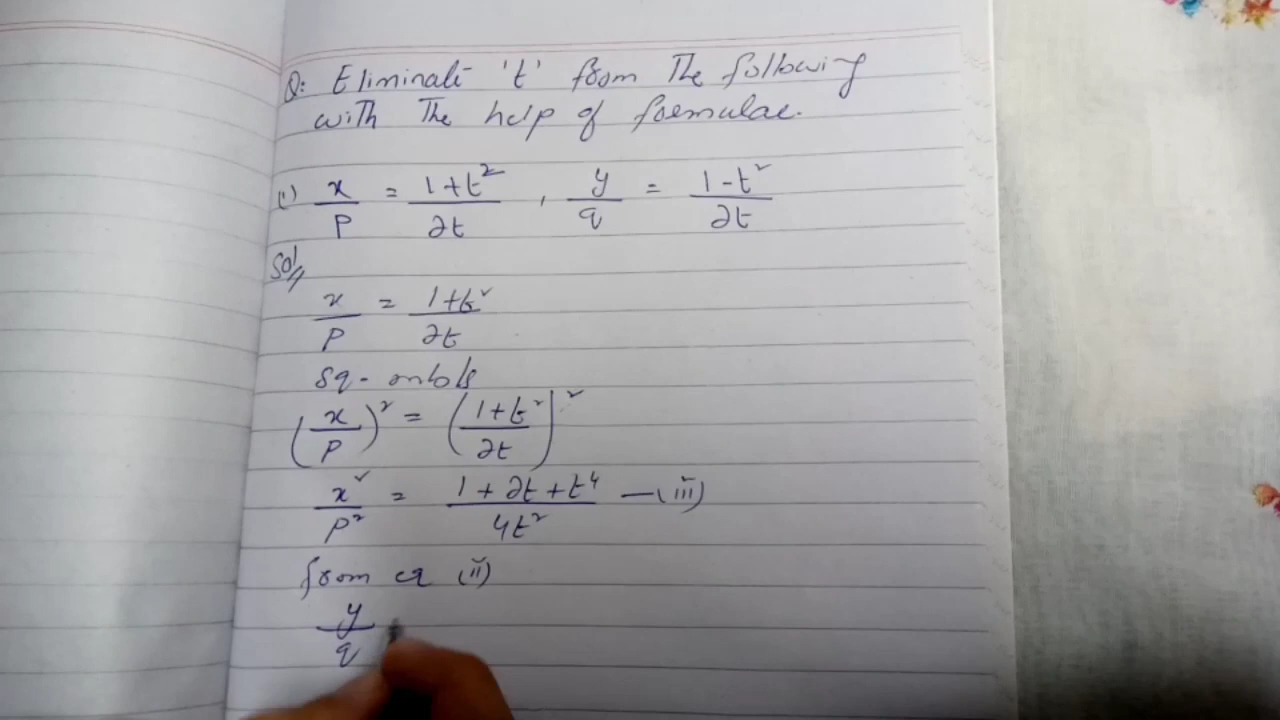 Q: Eliminate 't' from The following
with The help of formulae.
(i) x/p = 1+t²/2t , y/q = 1-t²/2t
Sol
x/p = 1+t²/2t
Sq- onb/s
(x/p)² = (1+t²/2t)²
x²/p² = 1+2t+t⁴/4t² —(iii)
from eq (ii)
y/q